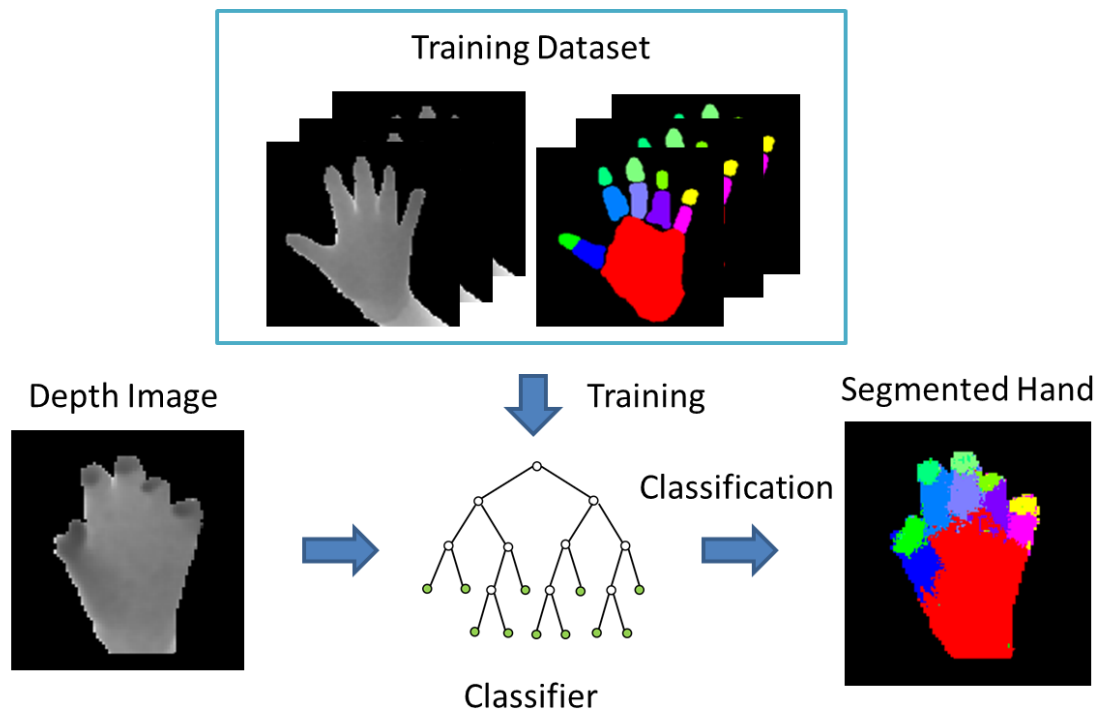 Training Dataset
Depth Image
Training
Segmented Hand
Classification
Classifier